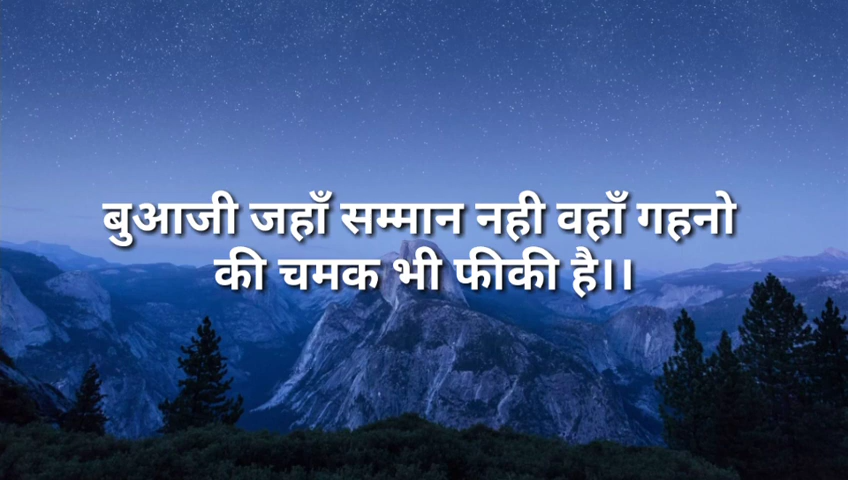 बुआजी जहाँ सम्मान नही वहाँ गहनो
की चमक भी फीकी है।।